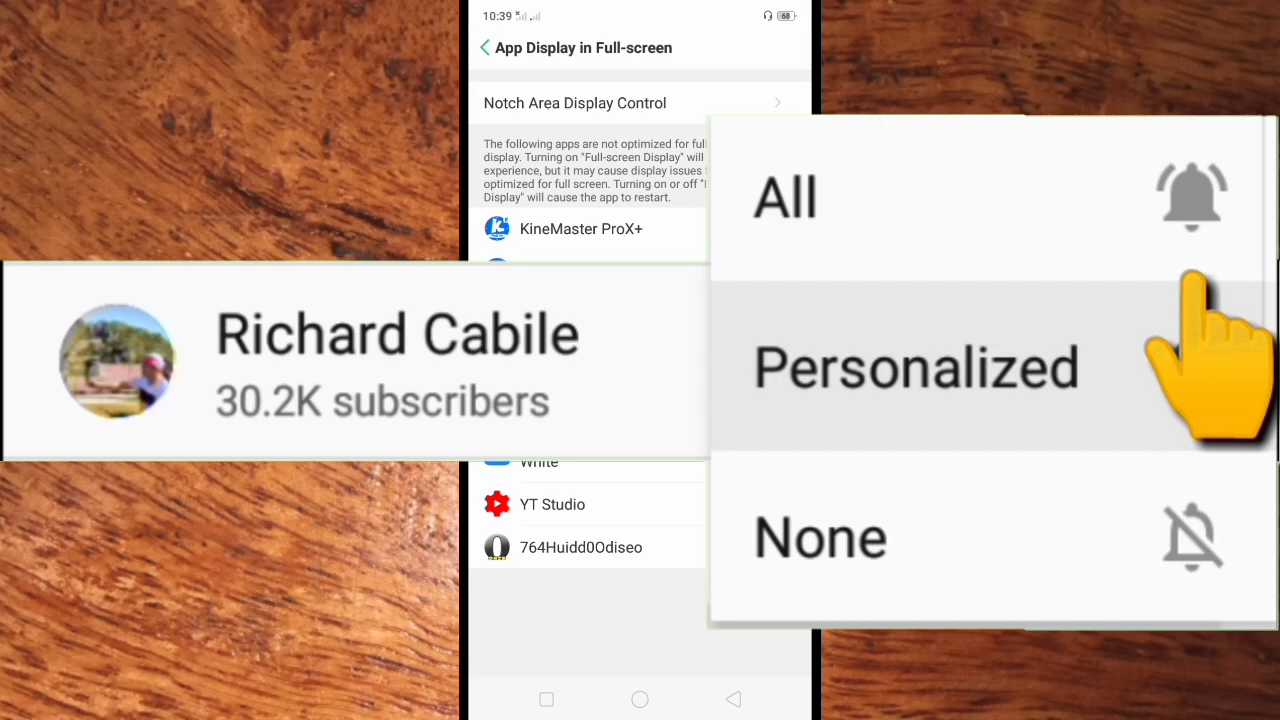 10:39
68
App Display in Full-screen
Notch Area Display Control
The following apps are not optimized for
display. Turning on "Full-screen Display" will
experience, but it may cause display issues
optimized for full screen. Turning on or off
Display" will cause the app to restart.
KineMaster ProX+
All
Richard Cabile
30.2K subscribers
Personalized
White
None
YT Studio
764Huidd0Odiseo